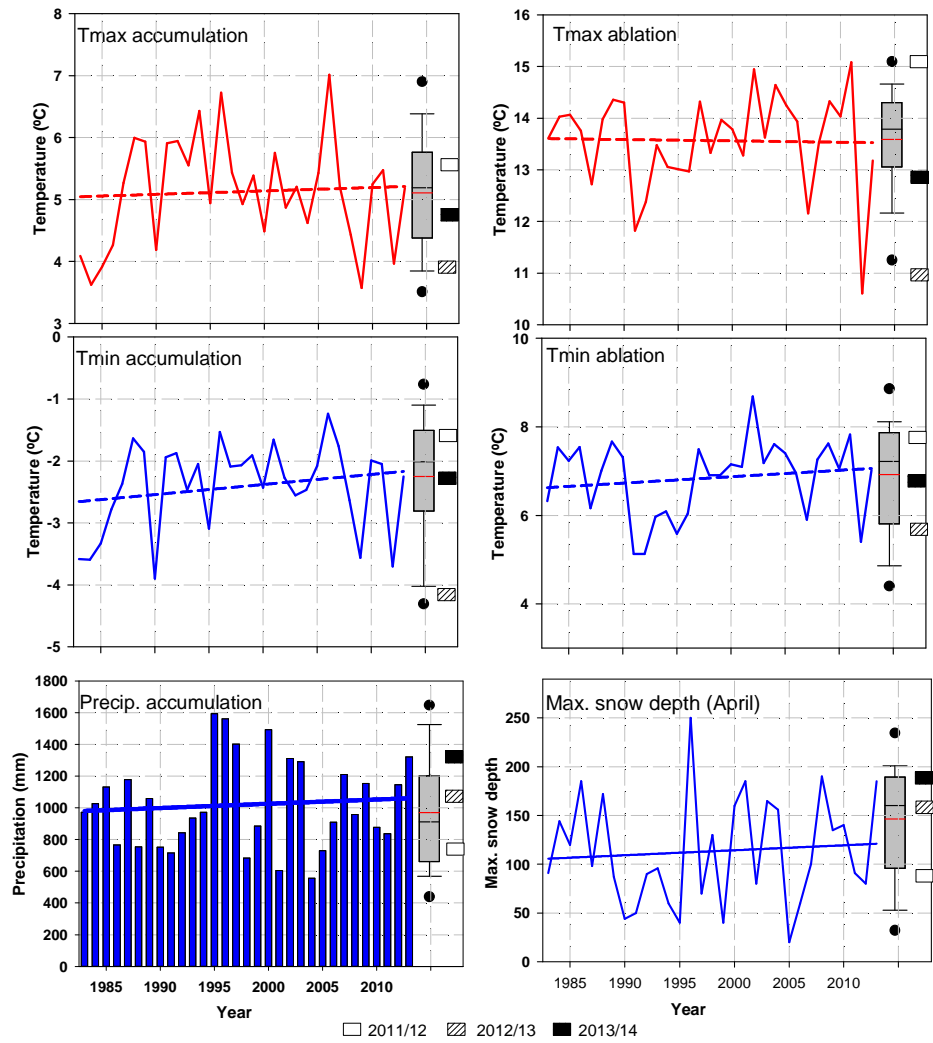 Tmax accumulation
Temperature (ºC)
8
7
6
5
4
3
Tmax ablation
Temperature (ºC)
16
15
14
13
12
11
10
Tmin accumulation
Temperature (ºC)
0
-1
-2
-3
-4
-5
Tmin ablation
Temperature (ºC)
10
8
6
4
Precip. accumulation
Precipitation (mm)
1800
1600
1400
1200
1000
800
600
400
200
0
1985 1990 1995 2000 2005 2010
Year
Max. snow depth (April)
Max. snow depth
250
200
150
100
50
0
1985 1990 1995 2000 2005 2010
Year
2011/12 2012/13 2013/14